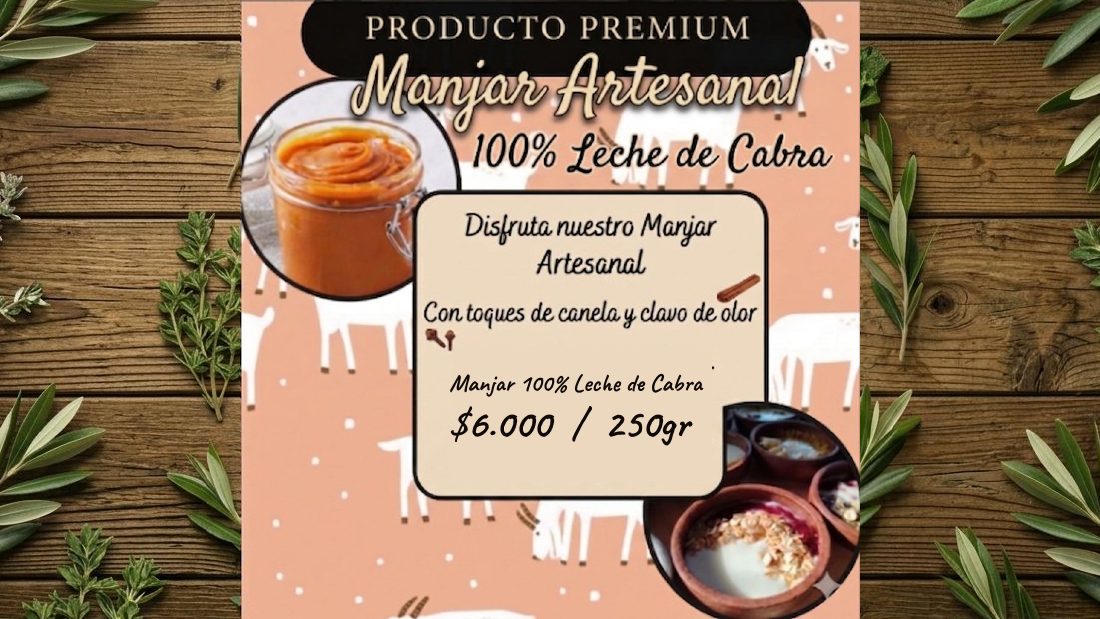 PRODUCTO PREMIUM
Manjar Artesanal
100% Leche de Cabra
Disfruta nuestro Manjar
Artesanal
Con toques de canela y clavo de olor
Manjar 100% Leche de Cabra
$6.000 / 250gr